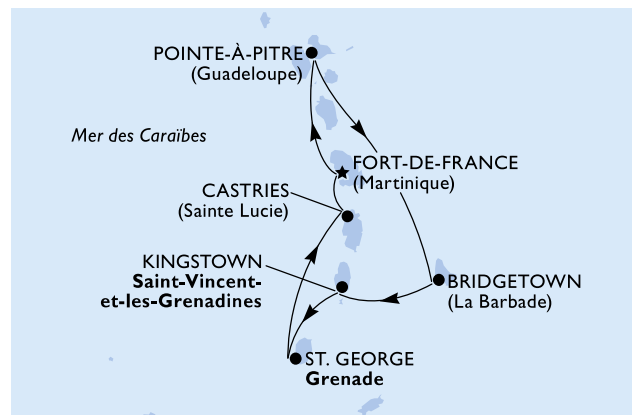 POINTE-À-PITRE
(Guadeloupe)
Mer des Caraïbes
FORT-DE-FRANCE
(Martinique)
CASTRIES
(Sainte Lucie)
KINGSTOWN
Saint-Vincent-
et-les-Grenadines
BRIDGETOWN
(La Barbade)
ST. GEORGE
Grenade